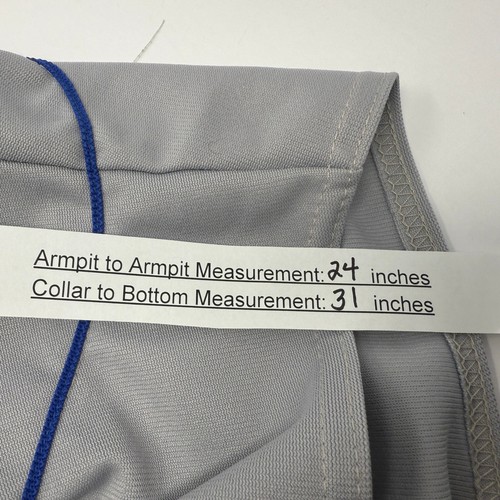 Armpit to Armpit Measurement: 24 inches
Collar to Bottom Measurement: 31 inches